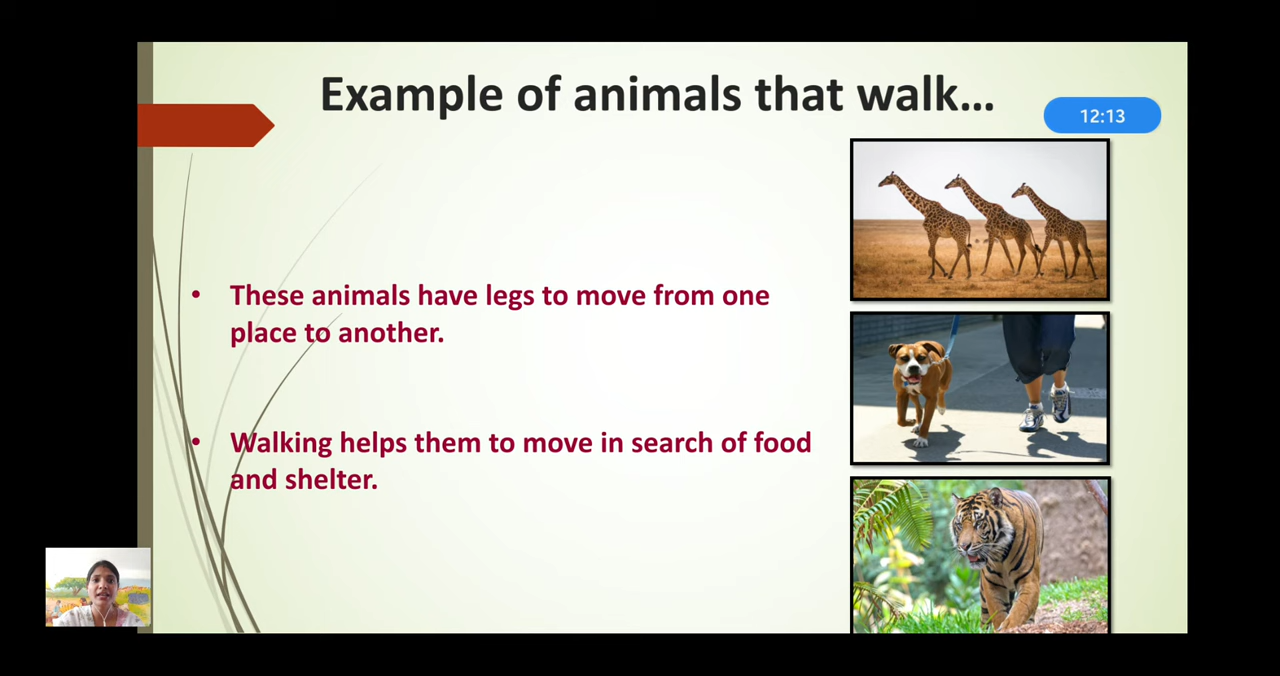 Example of animals that walk...
12:13
• These animals have legs to move from one
place to another.
• Walking helps them to move in search of food
and shelter.